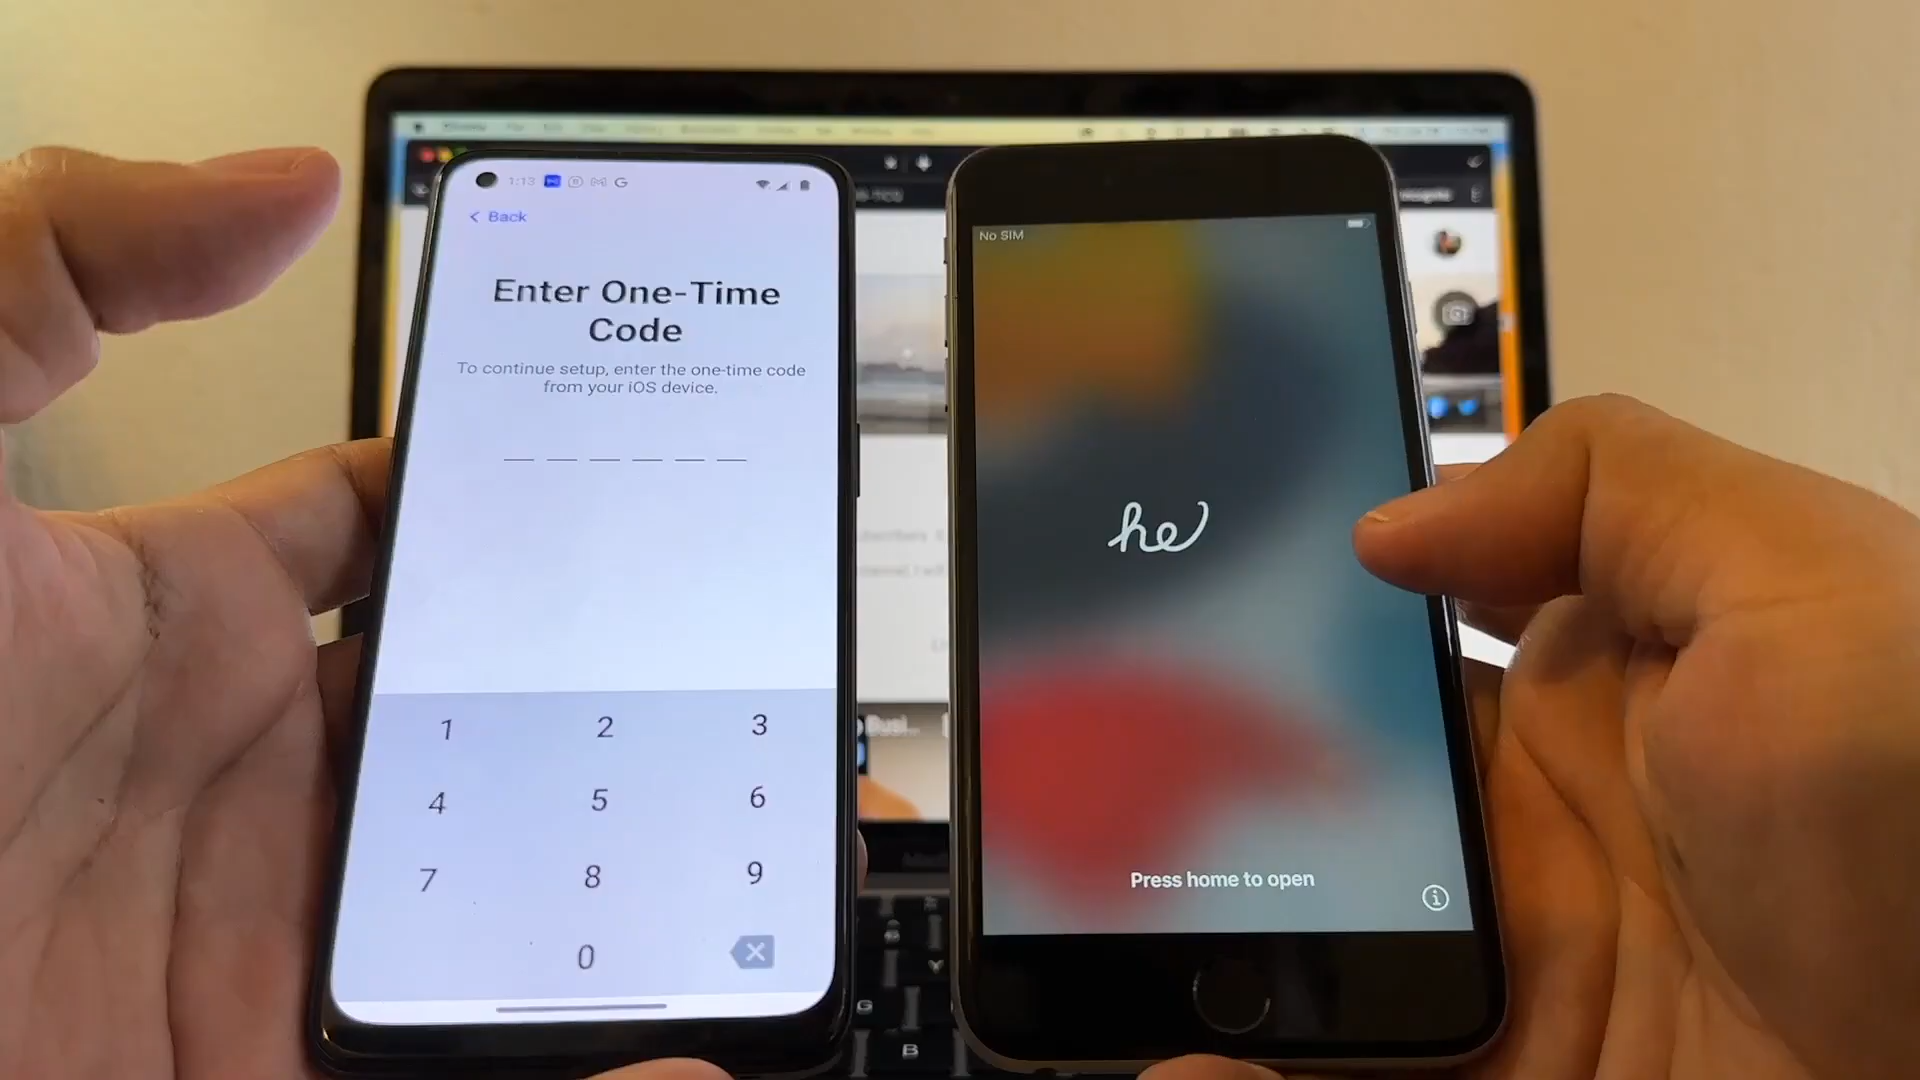 1:13
G
Back
Enter One-Time
Code
To continue setup, enter the one-time code
from your iOS device.
1 2 3
4 5 6
7 8 9
0
No SIM
he
Press home to open
Busi...
G
Y
B